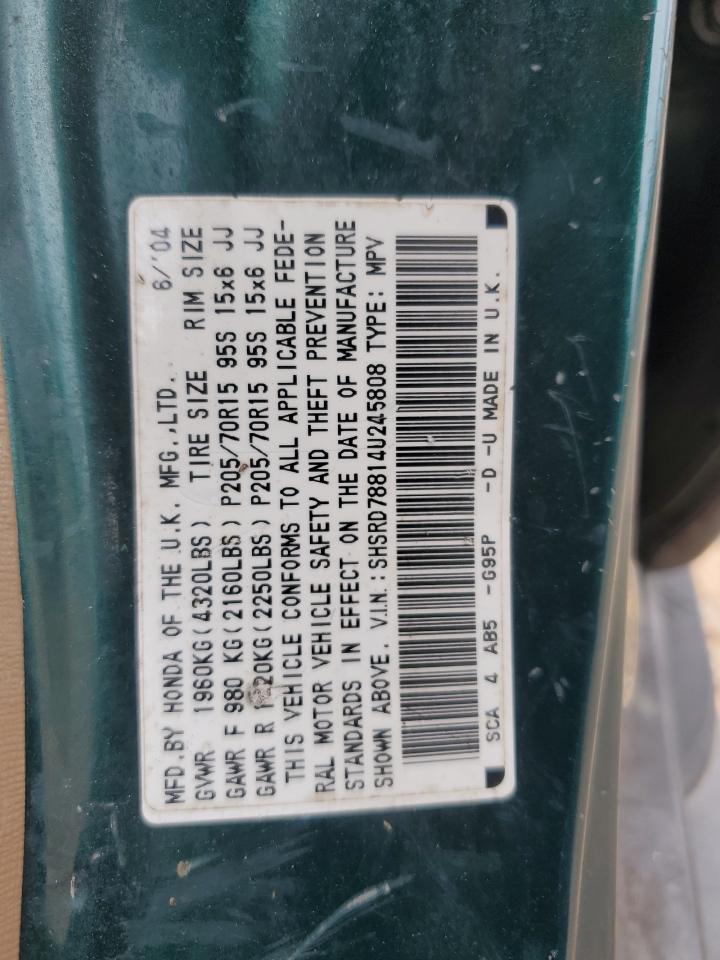 MFD.BY HONDA OF THE U.K. MFG.,LTD. 6/'04
GVWR 1960KG(4320LBS) TIRE SIZE RIM SIZE
GAWR F 980 KG(2160LBS) P205/70R15 95S 15x6 JJ
GAWR R (2250LBS) P205/70R15 95S 15x6 JJ
THIS VEHICLE CONFORMS TO ALL APPLICABLE FEDE-
RAL MOTOR VEHICLE SAFETY AND THEFT PREVENTION
STANDARDS IN EFFECT ON THE DATE OF MANUFACTURE
SHOWN ABOVE. V.I.N.:SHSRD78814U245808 TYPE: MPV
SCA 4 AB5 -G95P -D -U MADE IN U.K.